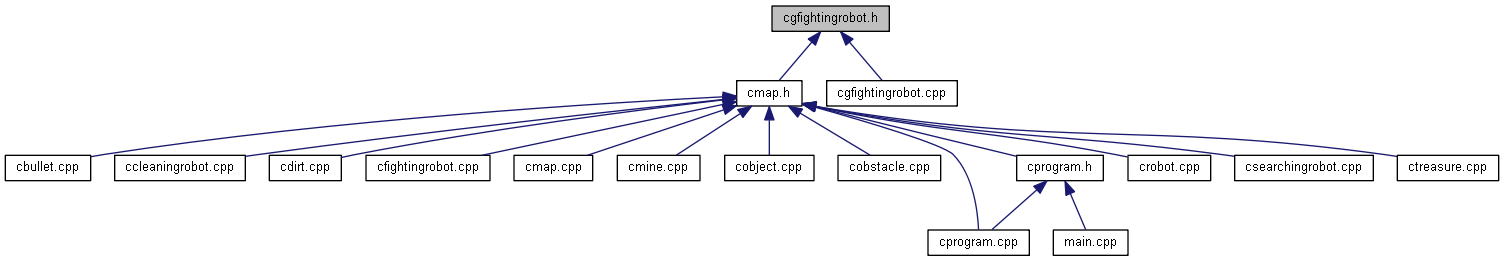 cgfightingrobot.h
cmap.h
cgfightingrobot.cpp
cbullet.cpp
ccleaningrobot.cpp
cdirt.cpp
cfightingrobot.cpp
cmap.cpp
cmine.cpp
cobject.cpp
cobstacle.cpp
cprogram.h
crobot.cpp
csearchingrobot.cpp
ctreasure.cpp
cprogram.cpp
main.cpp